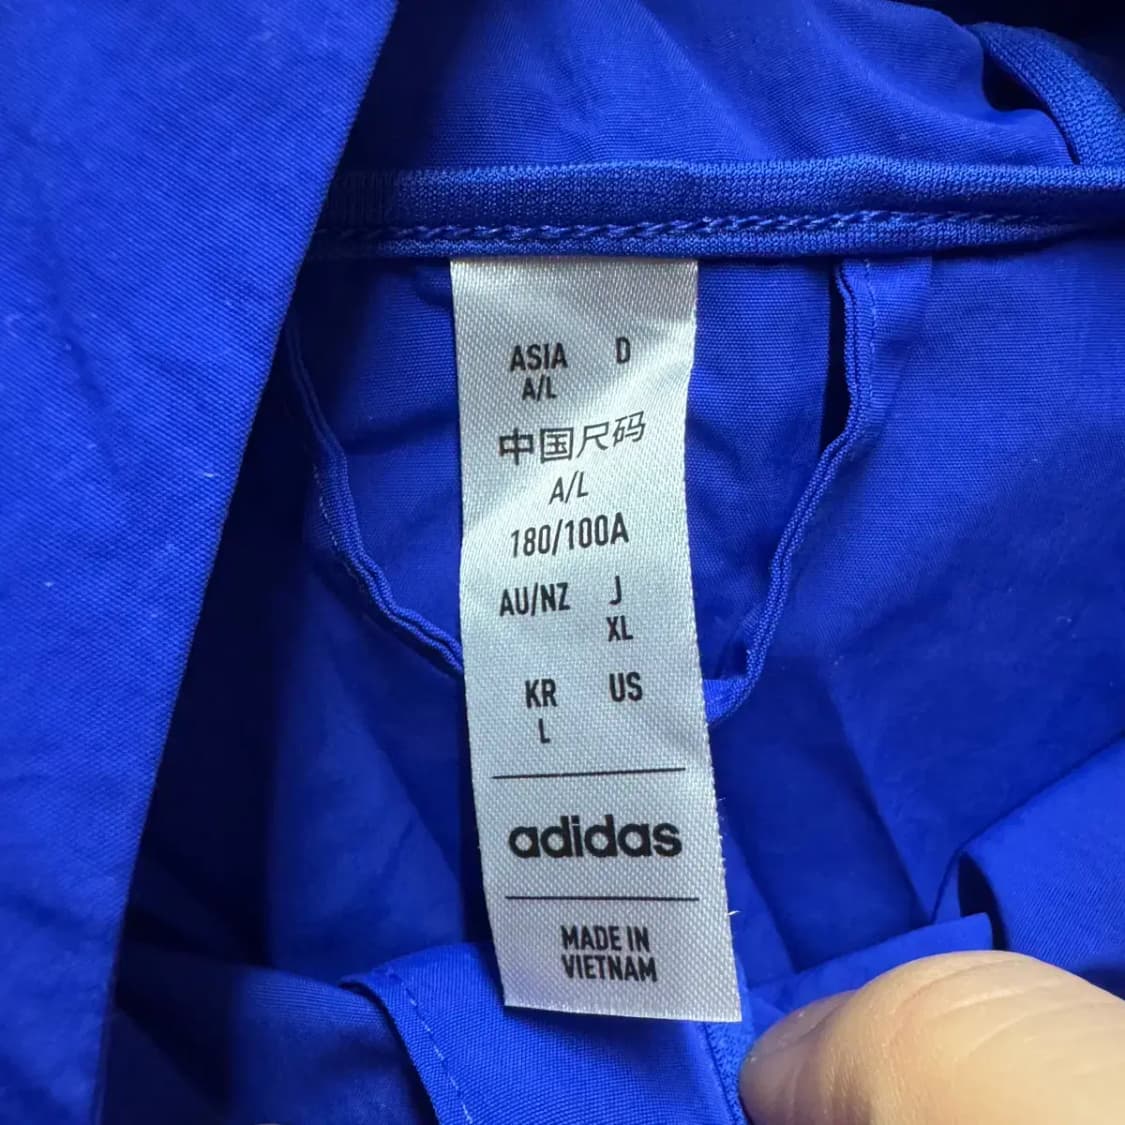 ASIA D
A/L
中国尺码
A/L
180/100A
AU/NZ J
XL
KR US
L
adidas
MADE IN
VIETNAM